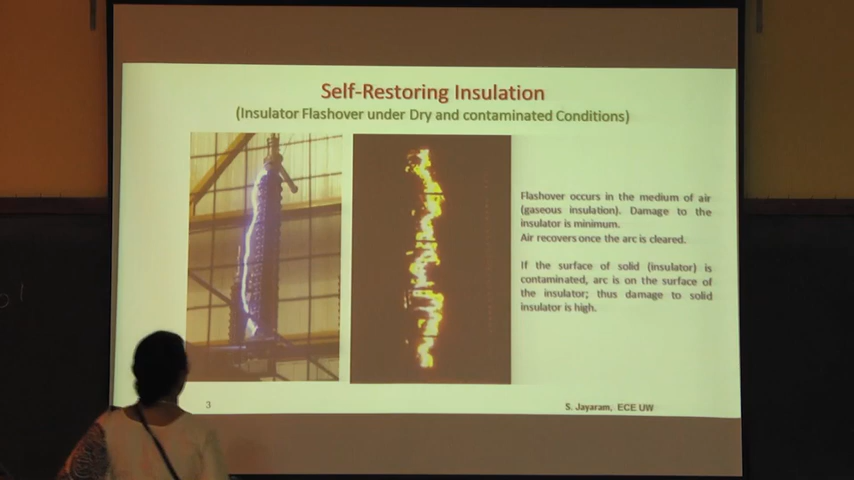 Self-Restoring Insulation
(Insulator Flashover under Dry and contaminated Conditions)
Flashover occurs in the medium of air
(gaseous insulation). Damage to the
insulator is minimum.
Air recovers once the arc is cleared.
If the surface of solid (insulator) is
contaminated, arc is on the surface of
the insulator; thus damage to solid
insulator is high.
3
S. Jayaram, ECE UW